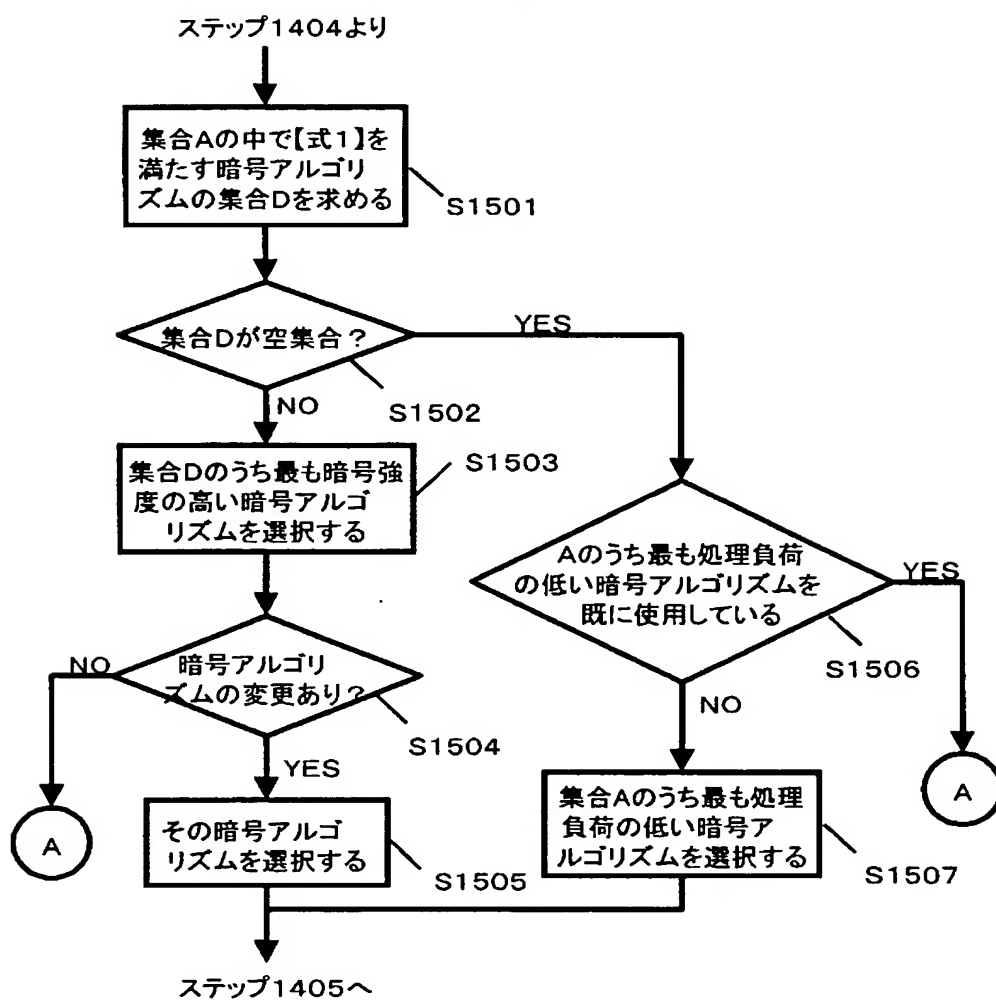 ステップ1404より
集合Aの中で【式1】を
満たす暗号アルゴリ
ズムの集合Dを求める
S1501
集合Dが空集合？
YES
S1502
NO
集合Dのうち最も暗号強
度の高い暗号アルゴ
リズムを選択する
S1503
Aのうち最も処理負荷
の低い暗号アルゴリズムを
既に使用している
YES
S1506
NO
暗号アルゴリ
ズムの変更あり？
NO
S1504
YES
A
その暗号アルゴ
リズムを選択する
S1505
集合Aのうち最も処理
負荷の低い暗号ア
ルゴリズムを選択する
S1507
A
ステップ1405へ